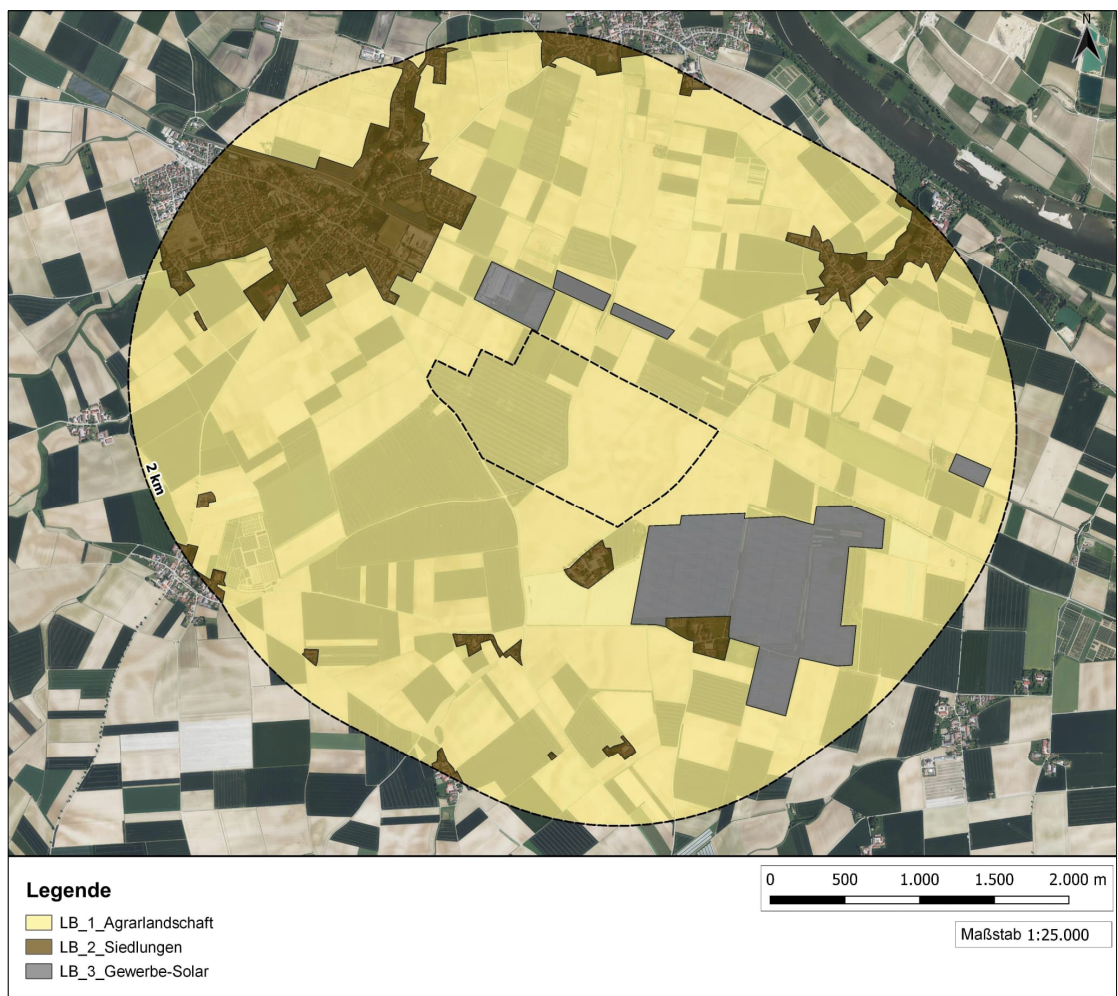 N
2 km
Legende
LB_1_Agrarlandschaft
LB_2_Siedlungen
LB_3_Gewerbe-Solar
0 500 1.000 1.500 2.000 m
Maßstab 1:25.000